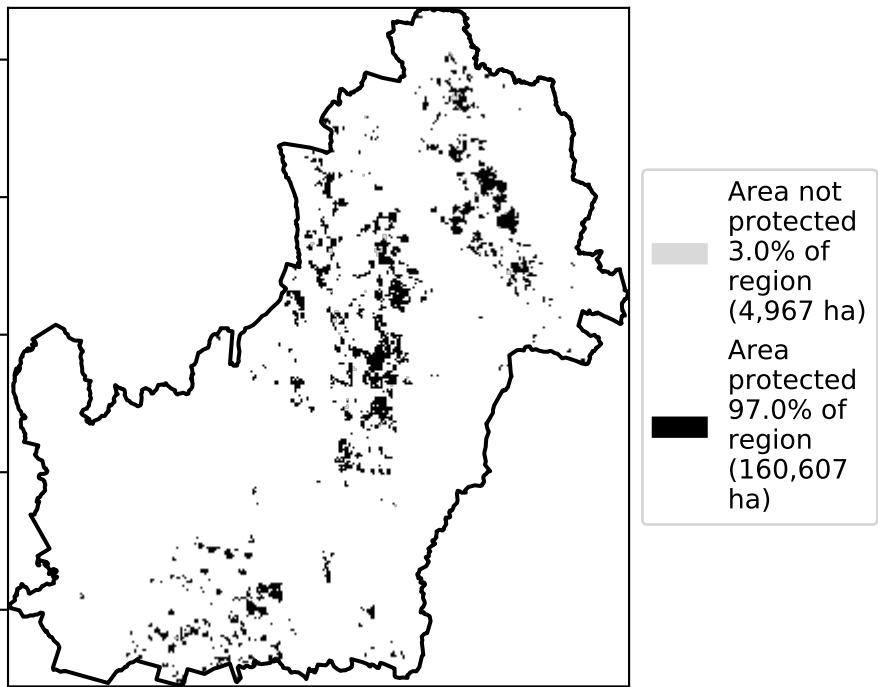 Area not
protected
3.0% of
region
(4,967 ha)
Area
protected
97.0% of
region
(160,607
ha)